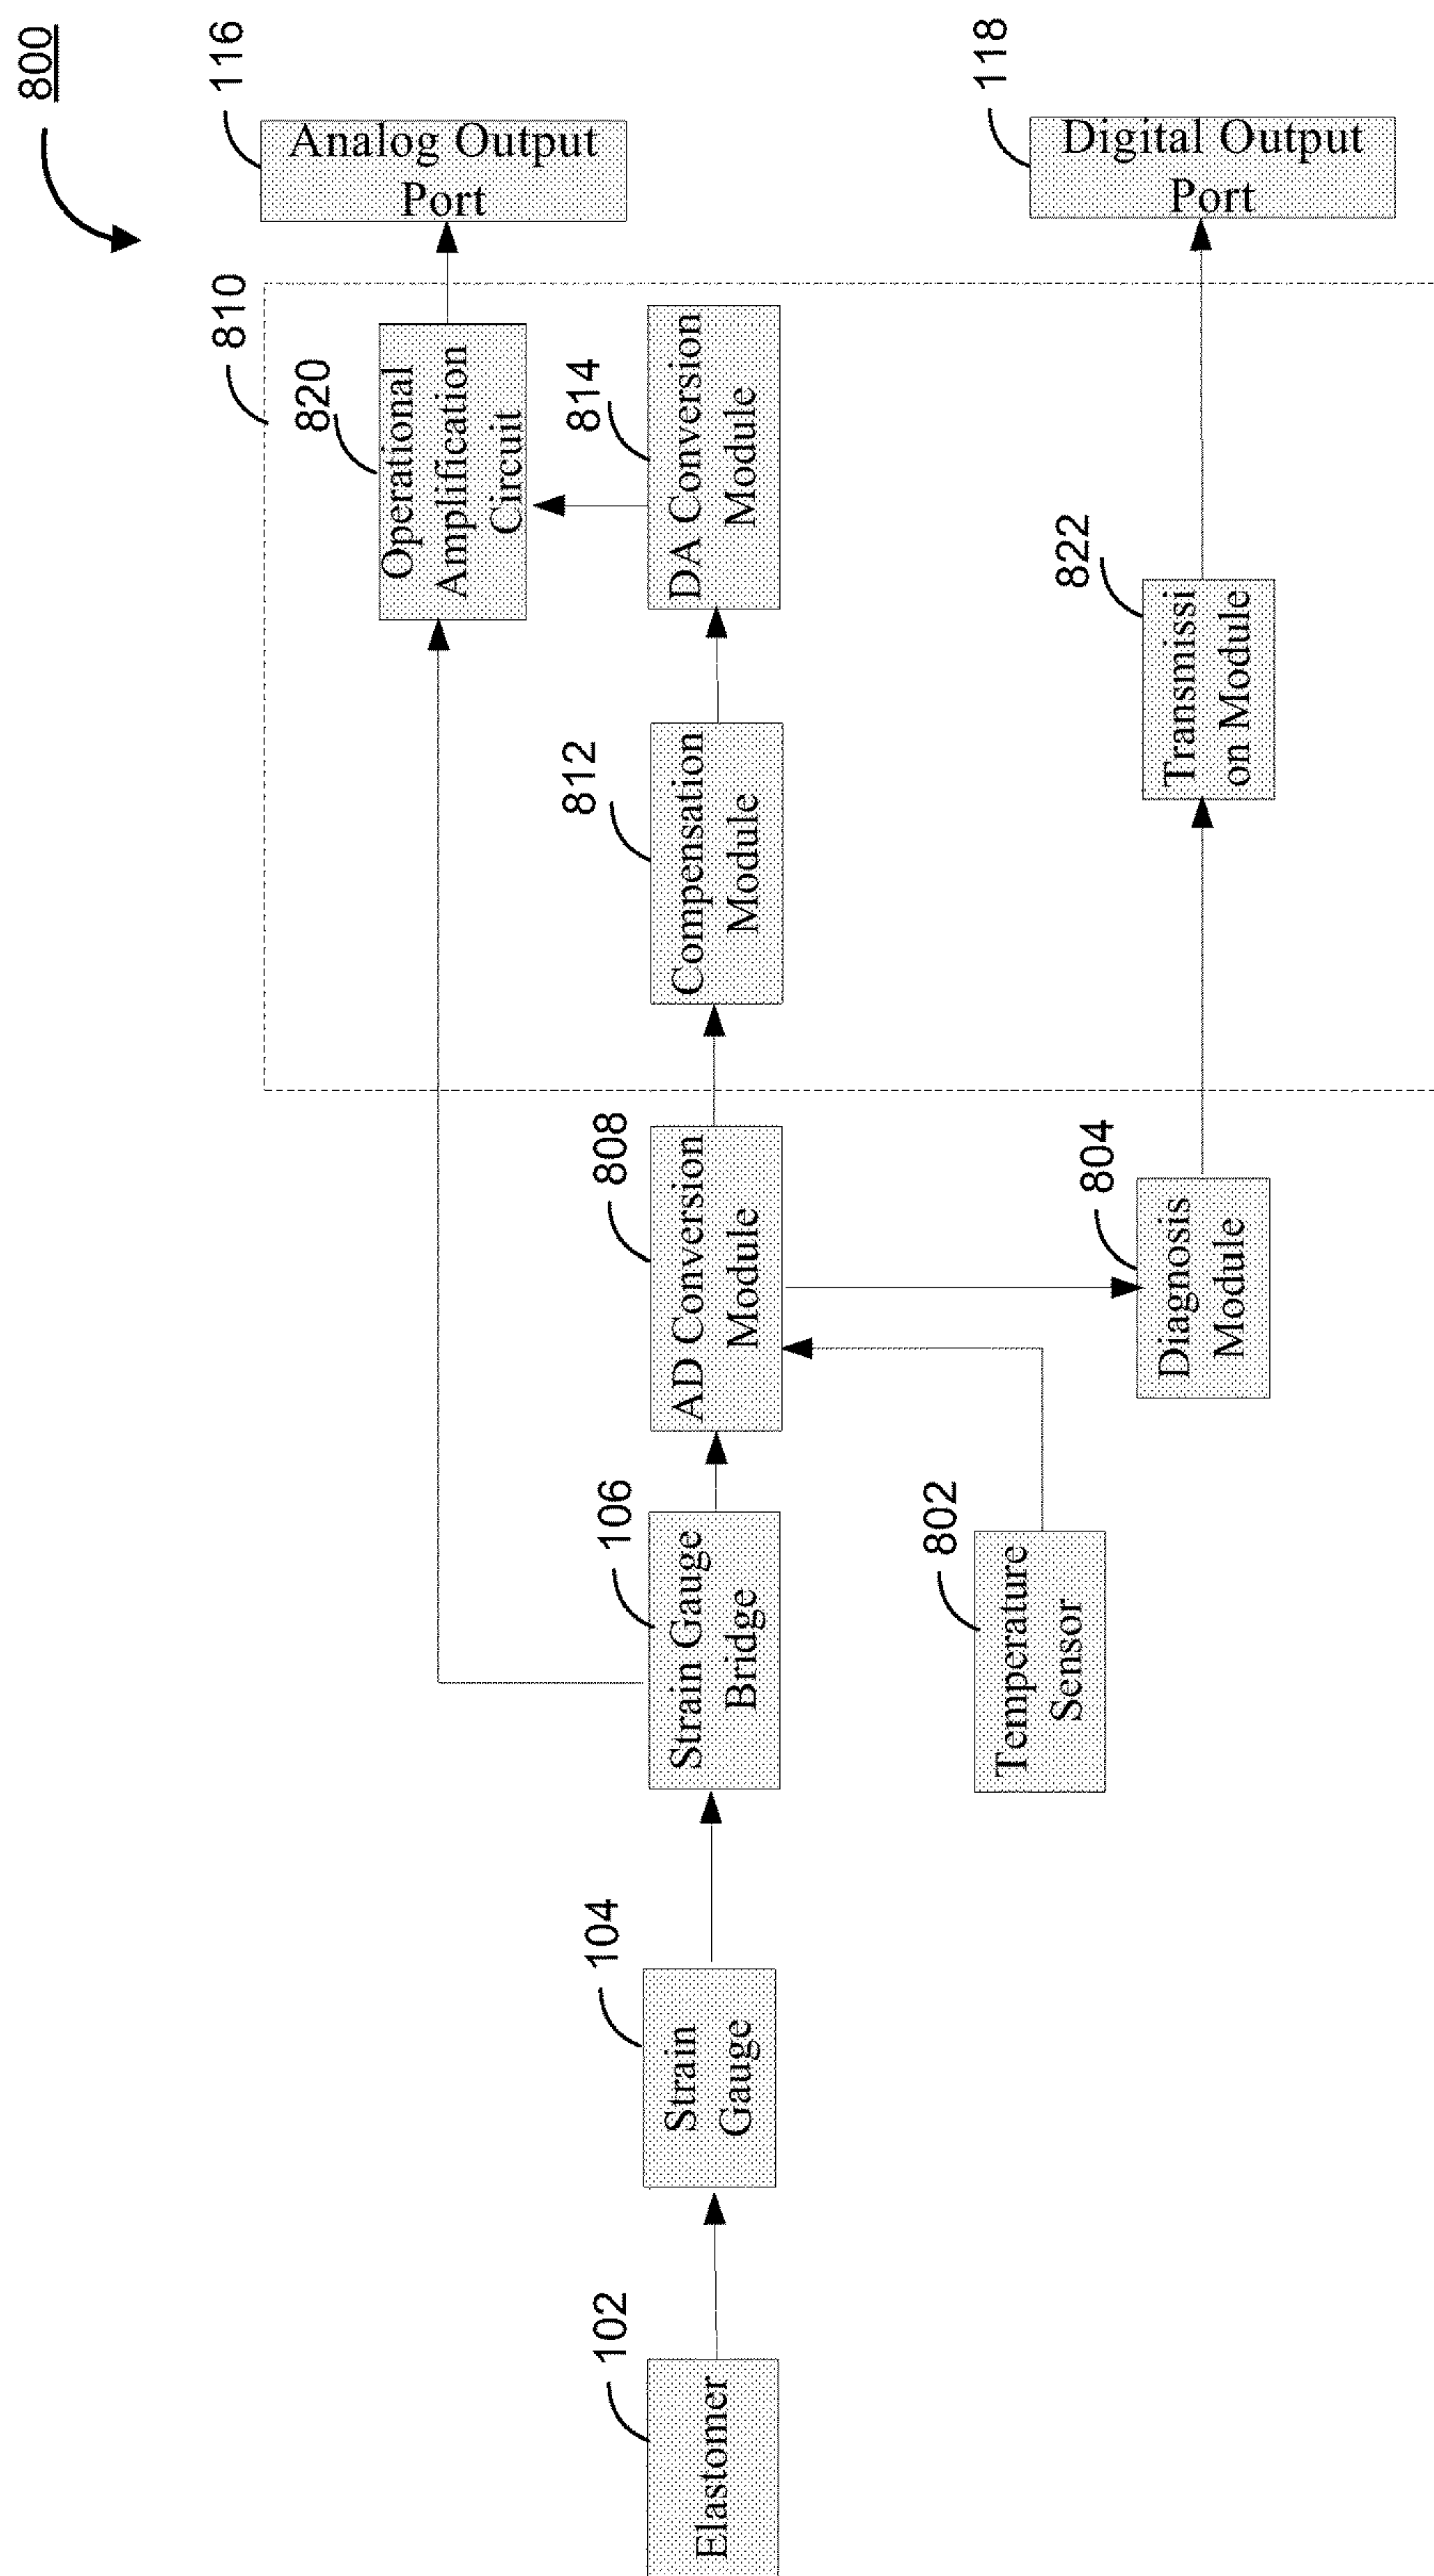 800
810
116
Analog Output
Port
820
Operational
Amplification
Circuit
102
Elastomer
104
Strain
Gauge
106
Strain Gauge
Bridge
808
AD Conversion
Module
812
Compensation
Module
814
DA Conversion
Module
802
Temperature
Sensor
804
Diagnosis
Module
822
Transmissi
on Module
118
Digital Output
Port